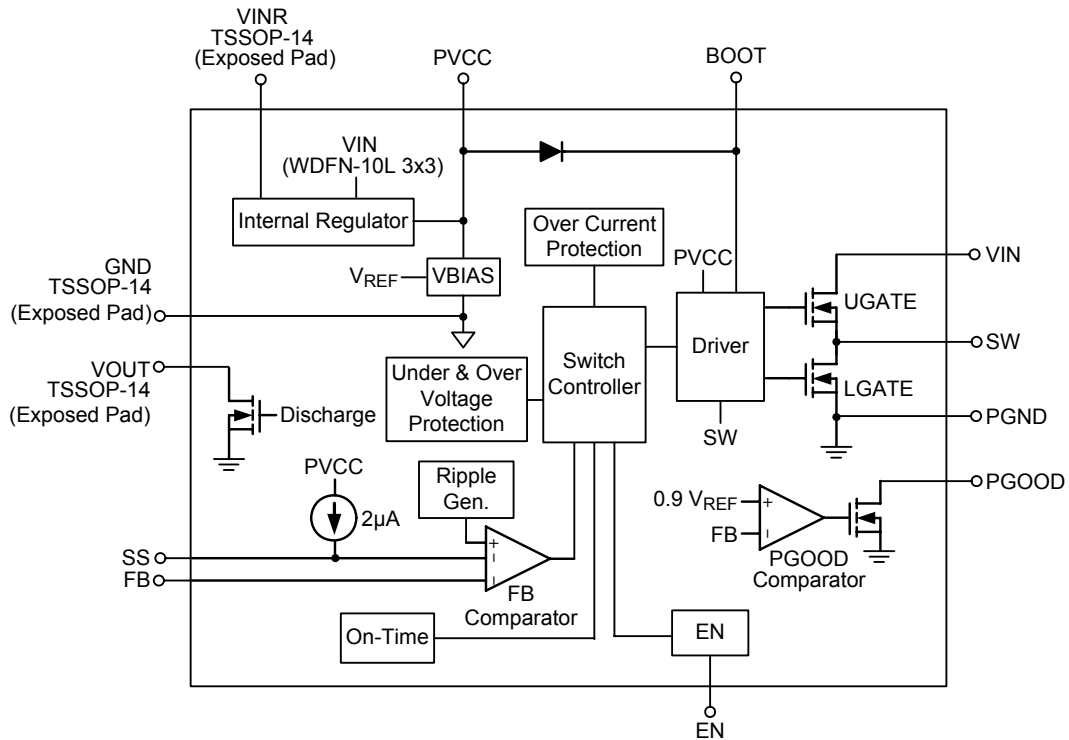 VINR
TSSOP-14
(Exposed Pad)
PVCC
BOOT
VIN
(WDFN-10L 3x3)
Internal Regulator
Over Current
Protection
VREF
VBIAS
PVCC
VIN
GND
TSSOP-14
(Exposed Pad)
UGATE
SW
Switch
Controller
Driver
VOUT
TSSOP-14
(Exposed Pad)
Discharge
Under & Over
Voltage
Protection
LGATE
PGND
SW
PVCC
2µA
Ripple
Gen.
+
-
-
FB
Comparator
0.9 VREF
FB
+
-
PGOOD
Comparator
PGOOD
SS
FB
On-Time
EN
EN